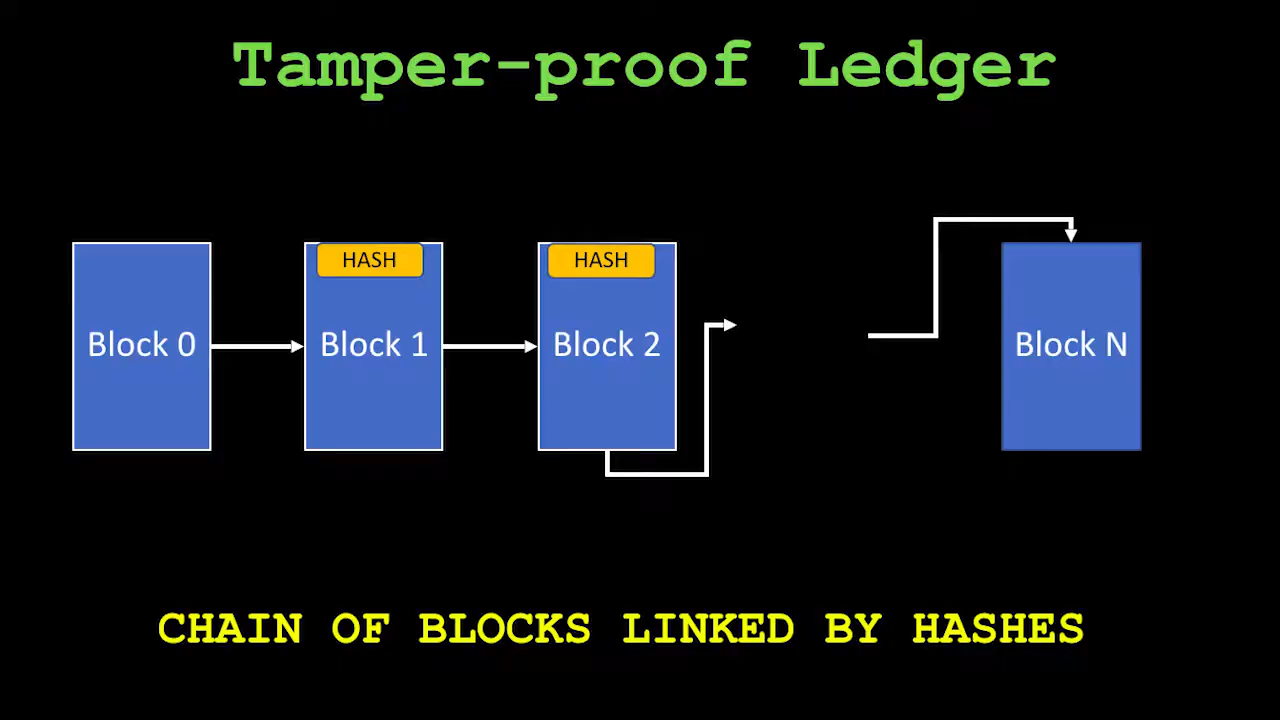 Tamper-proof Ledger
HASH
HASH
Block 0
Block 1
Block 2
Block N
CHAIN OF BLOCKS LINKED BY HASHES